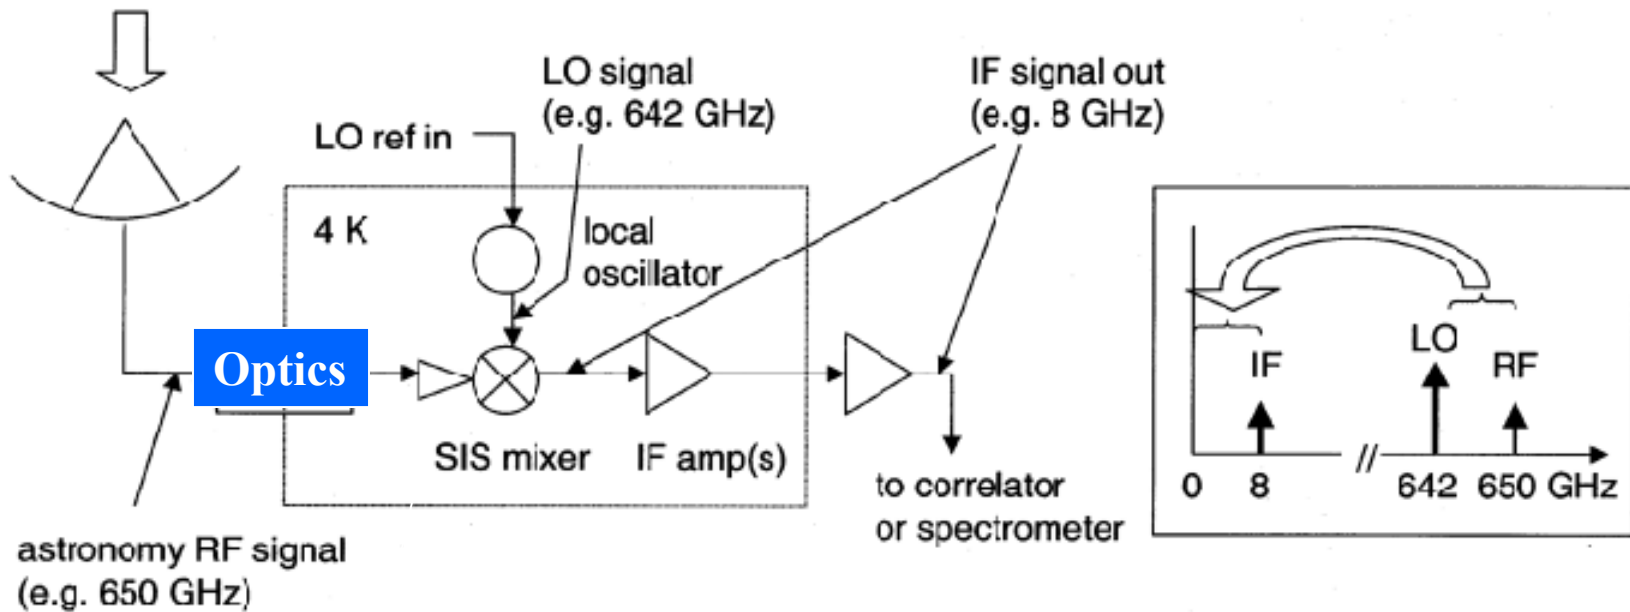 LO signal
(e.g. 642 GHz)
IF signal out
(e.g. 8 GHz)
LO ref in
4 K
local
oscillator
Optics
SIS mixer
IF amp(s)
to correlator
or spectrometer
astronomy RF signal
(e.g. 650 GHz)
LO
IF
RF
//
0 8 642 650 GHz